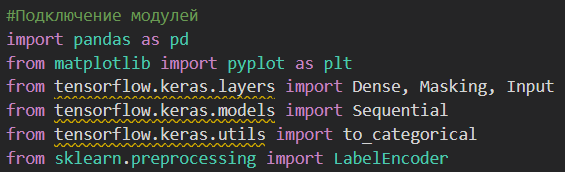 #Подключение модулей
import pandas as pd
from matplotlib import pyplot as plt
from tensorflow.keras.layers import Dense, Masking, Input
from tensorflow.keras.models import Sequential
from tensorflow.keras.utils import to_categorical
from sklearn.preprocessing import LabelEncoder